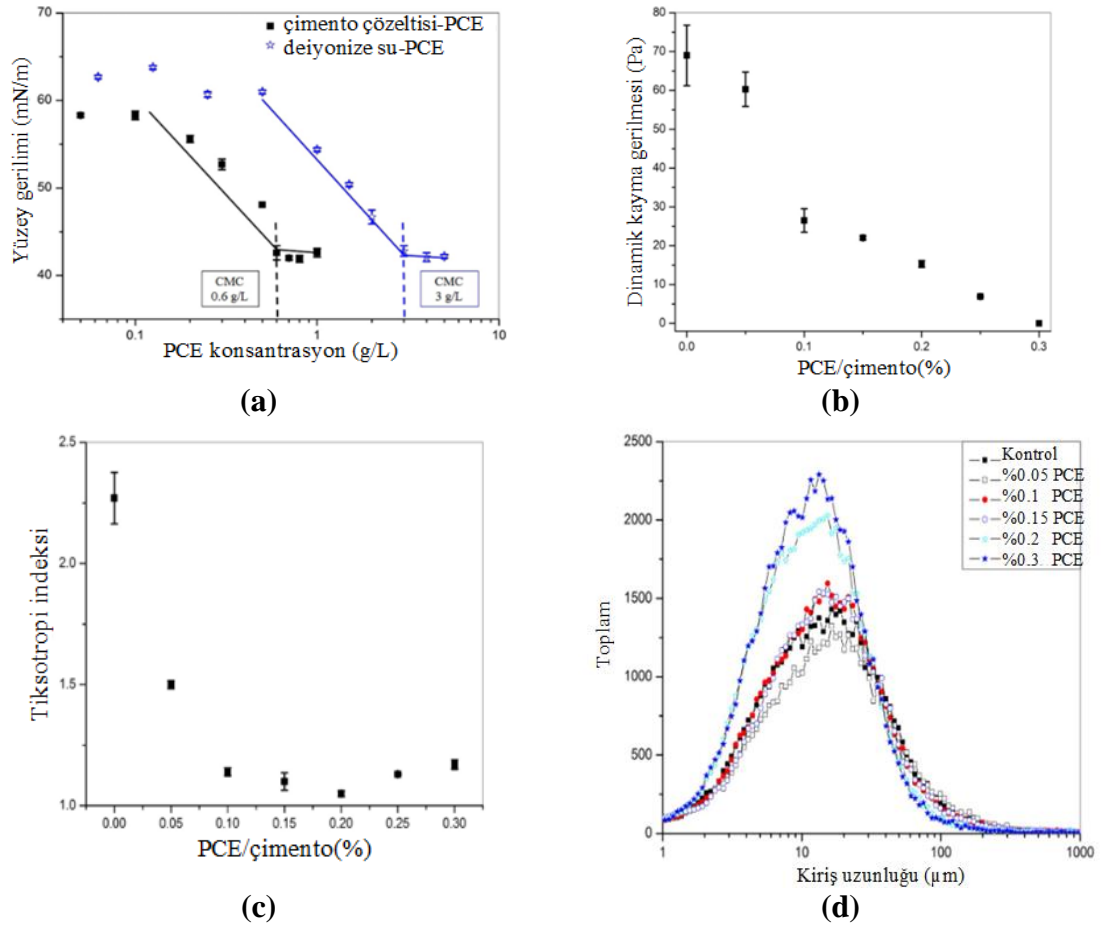 70
60
50
40
Yüzey gerilimi (mN/m)
çimento çözeltisi-PCE
deiyonize su-PCE
CMC
0.6 g/L
CMC
3 g/L
0.1
1
10
PCE konsantrasyon (g/L)
(a)
80
70
60
50
40
30
20
10
0
Dinamik kayma gerilmesi (Pa)
0.0
0.1
0.2
0.3
PCE/çimento(%)
(b)
2.5
2.0
1.5
1.0
Tiksotropi indeksi
0.00 0.05 0.10 0.15 0.20 0.25 0.30
PCE/çimento(%)
(c)
2500
2000
1500
1000
500
0
Toplam
Kontrol
%0.05 PCE
%0.1 PCE
%0.15 PCE
%0.2 PCE
%0.3 PCE
1
10
100
1000
Kiriş uzunluğu (µm)
(d)